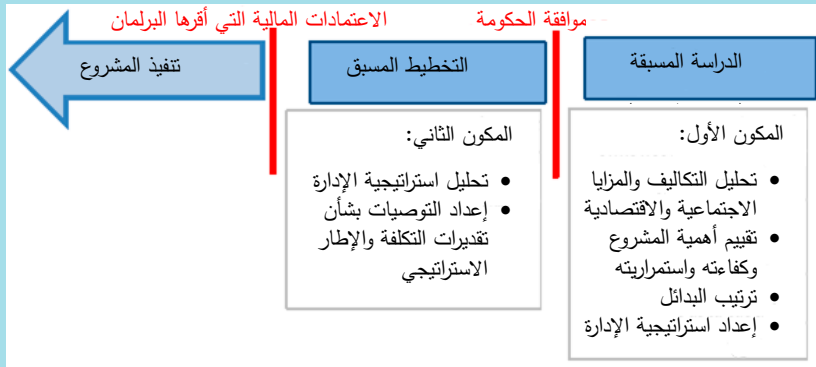 موافقة الحكومة
الاعتمادات المالية التي أقرها البرلمان
الدراسة المسبقة
التخطيط المسبق
تنفيذ المشروع
المكون الأول:
• تحليل التكاليف والمزايا
الاجتماعية والاقتصادية
• تقييم أهمية المشروع
وكفاءته واستمراريته
• ترتيب البدائل
• إعداد استراتيجية الإدارة
المكون الثاني:
• تحليل استراتيجية الإدارة
• إعداد التوصيات بشأن
تقديرات التكلفة والإطار
الاستراتيجي